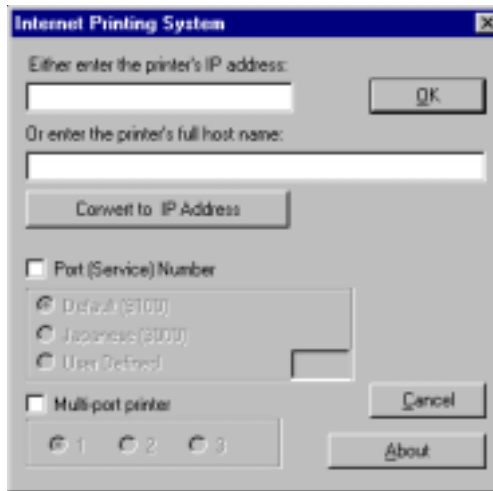 Internet Printing System
Either enter the printer's IP address:
OK
Or enter the printer's full host name:
Convert to IP Address
Port (Service) Number
Default (9100)
Japanese (3000)
User Defined
Multi-port printer
Cancel
1 2 3
About